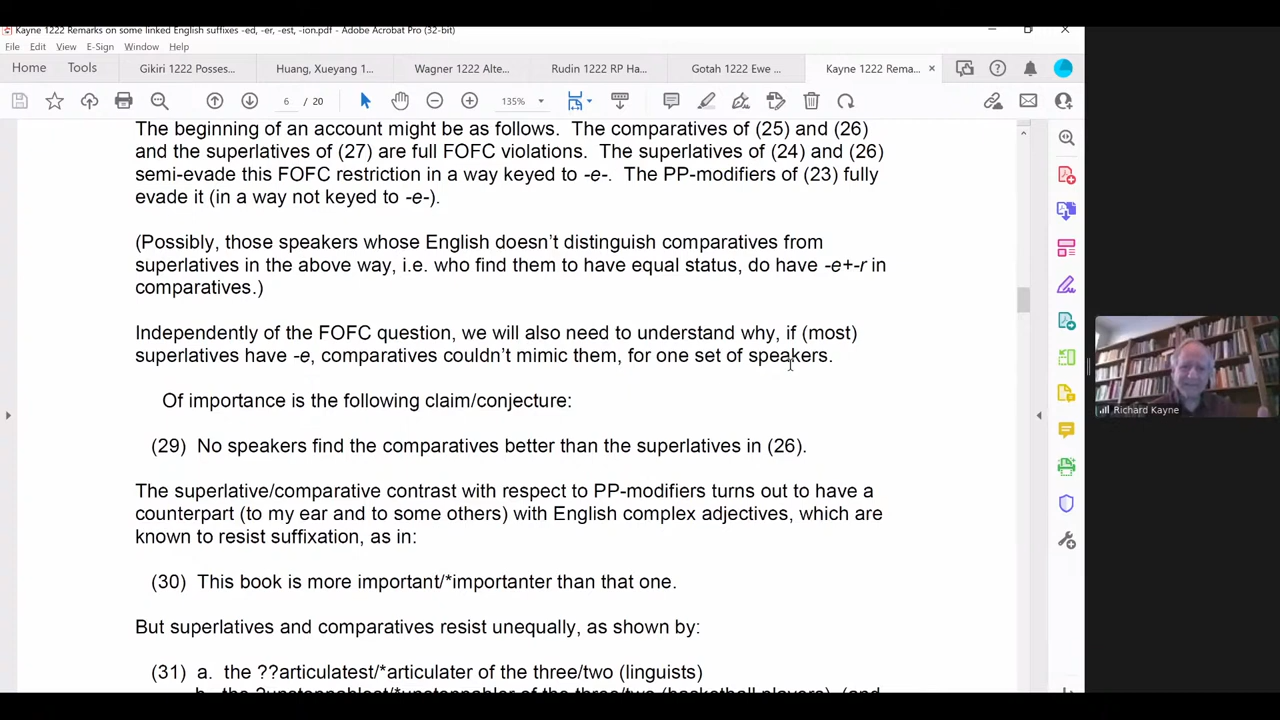 Kayne 1222 Remarks on some linked English suffixes -ed, -er, -est, -ion.pdf - Adobe Acrobat Pro (32-bit)
File Edit View E-Sign Window Help
Home Tools Gikiri 1222 Posses... Huang, Xueyang 1... Wagner 1222 Alte... Rudin 1222 RP Ha... Gotah 1222 Ewe ... Kayne 1222 Rema... ×
6 / 20 135%
The beginning of an account might be as follows. The comparatives of (25) and (26)
and the superlatives of (27) are full FOFC violations. The superlatives of (24) and (26)
semi-evade this FOFC restriction in a way keyed to -e-. The PP-modifiers of (23) fully
evade it (in a way not keyed to -e-).
(Possibly, those speakers whose English doesn't distinguish comparatives from
superlatives in the above way, i.e. who find them to have equal status, do have -e+-r in
comparatives.)
Independently of the FOFC question, we will also need to understand why, if (most)
superlatives have -e, comparatives couldn't mimic them, for one set of speakers.
Of importance is the following claim/conjecture:
(29) No speakers find the comparatives better than the superlatives in (26).
The superlative/comparative contrast with respect to PP-modifiers turns out to have a
counterpart (to my ear and to some others) with English complex adjectives, which are
known to resist suffixation, as in:
(30) This book is more important/*importanter than that one.
But superlatives and comparatives resist unequally, as shown by:
(31) a. the ??articulatest/*articulater of the three/two (linguists)
b. the ?unstoppablest/*unstoppabler of the three/two (basketball players) (and
Richard Kayne